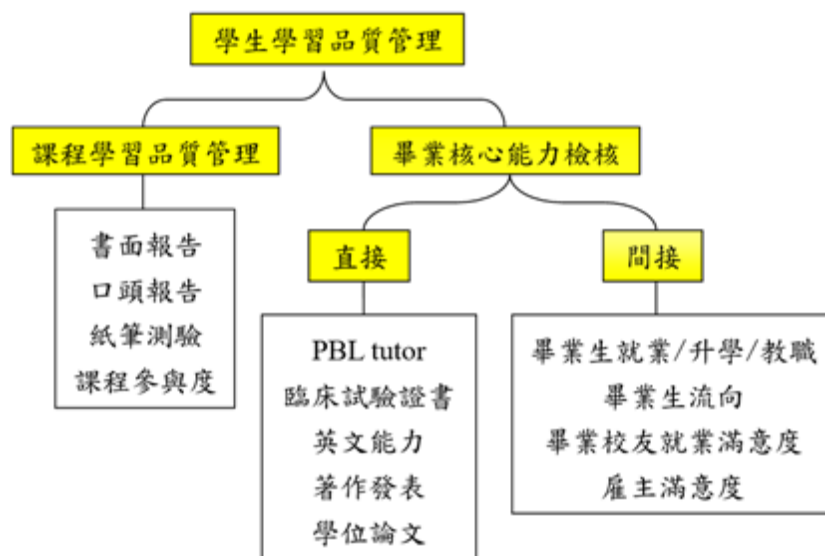 學生學習品質管理
課程學習品質管理
畢業核心能力檢核
書面報告
口頭報告
紙筆測驗
課程參與度
直接
間接
PBL tutor
臨床試驗證書
英文能力
著作發表
學位論文
畢業生就業/升學/教職
畢業生流向
畢業校友就業滿意度
雇主滿意度